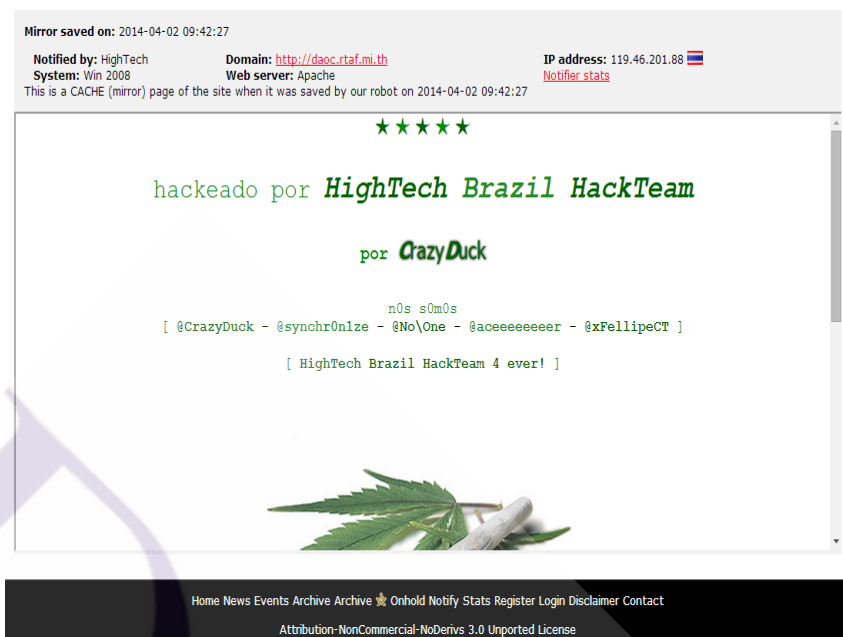 Mirror saved on: 2014-04-02 09:42:27
Notified by: HighTech Domain: http://daoc.rtaf.mi.th IP address: 119.46.201.88
System: Win 2008 Web server: Apache Notifier stats
This is a CACHE (mirror) page of the site when it was saved by our robot on 2014-04-02 09:42:27
★★★★★
hackeado por HighTech Brazil HackTeam
por CrazyDuck
n0s s0m0s
[ @CrazyDuck - @synchr0n1ze - @No\One - @aceeeeeeer - @xFellipeCT ]
[ HighTech Brazil HackTeam 4 ever! ]
Home News Events Archive Archive ★ Onhold Notify Stats Register Login Disclaimer Contact
Attribution-NonCommercial-NoDerivs 3.0 Unported License